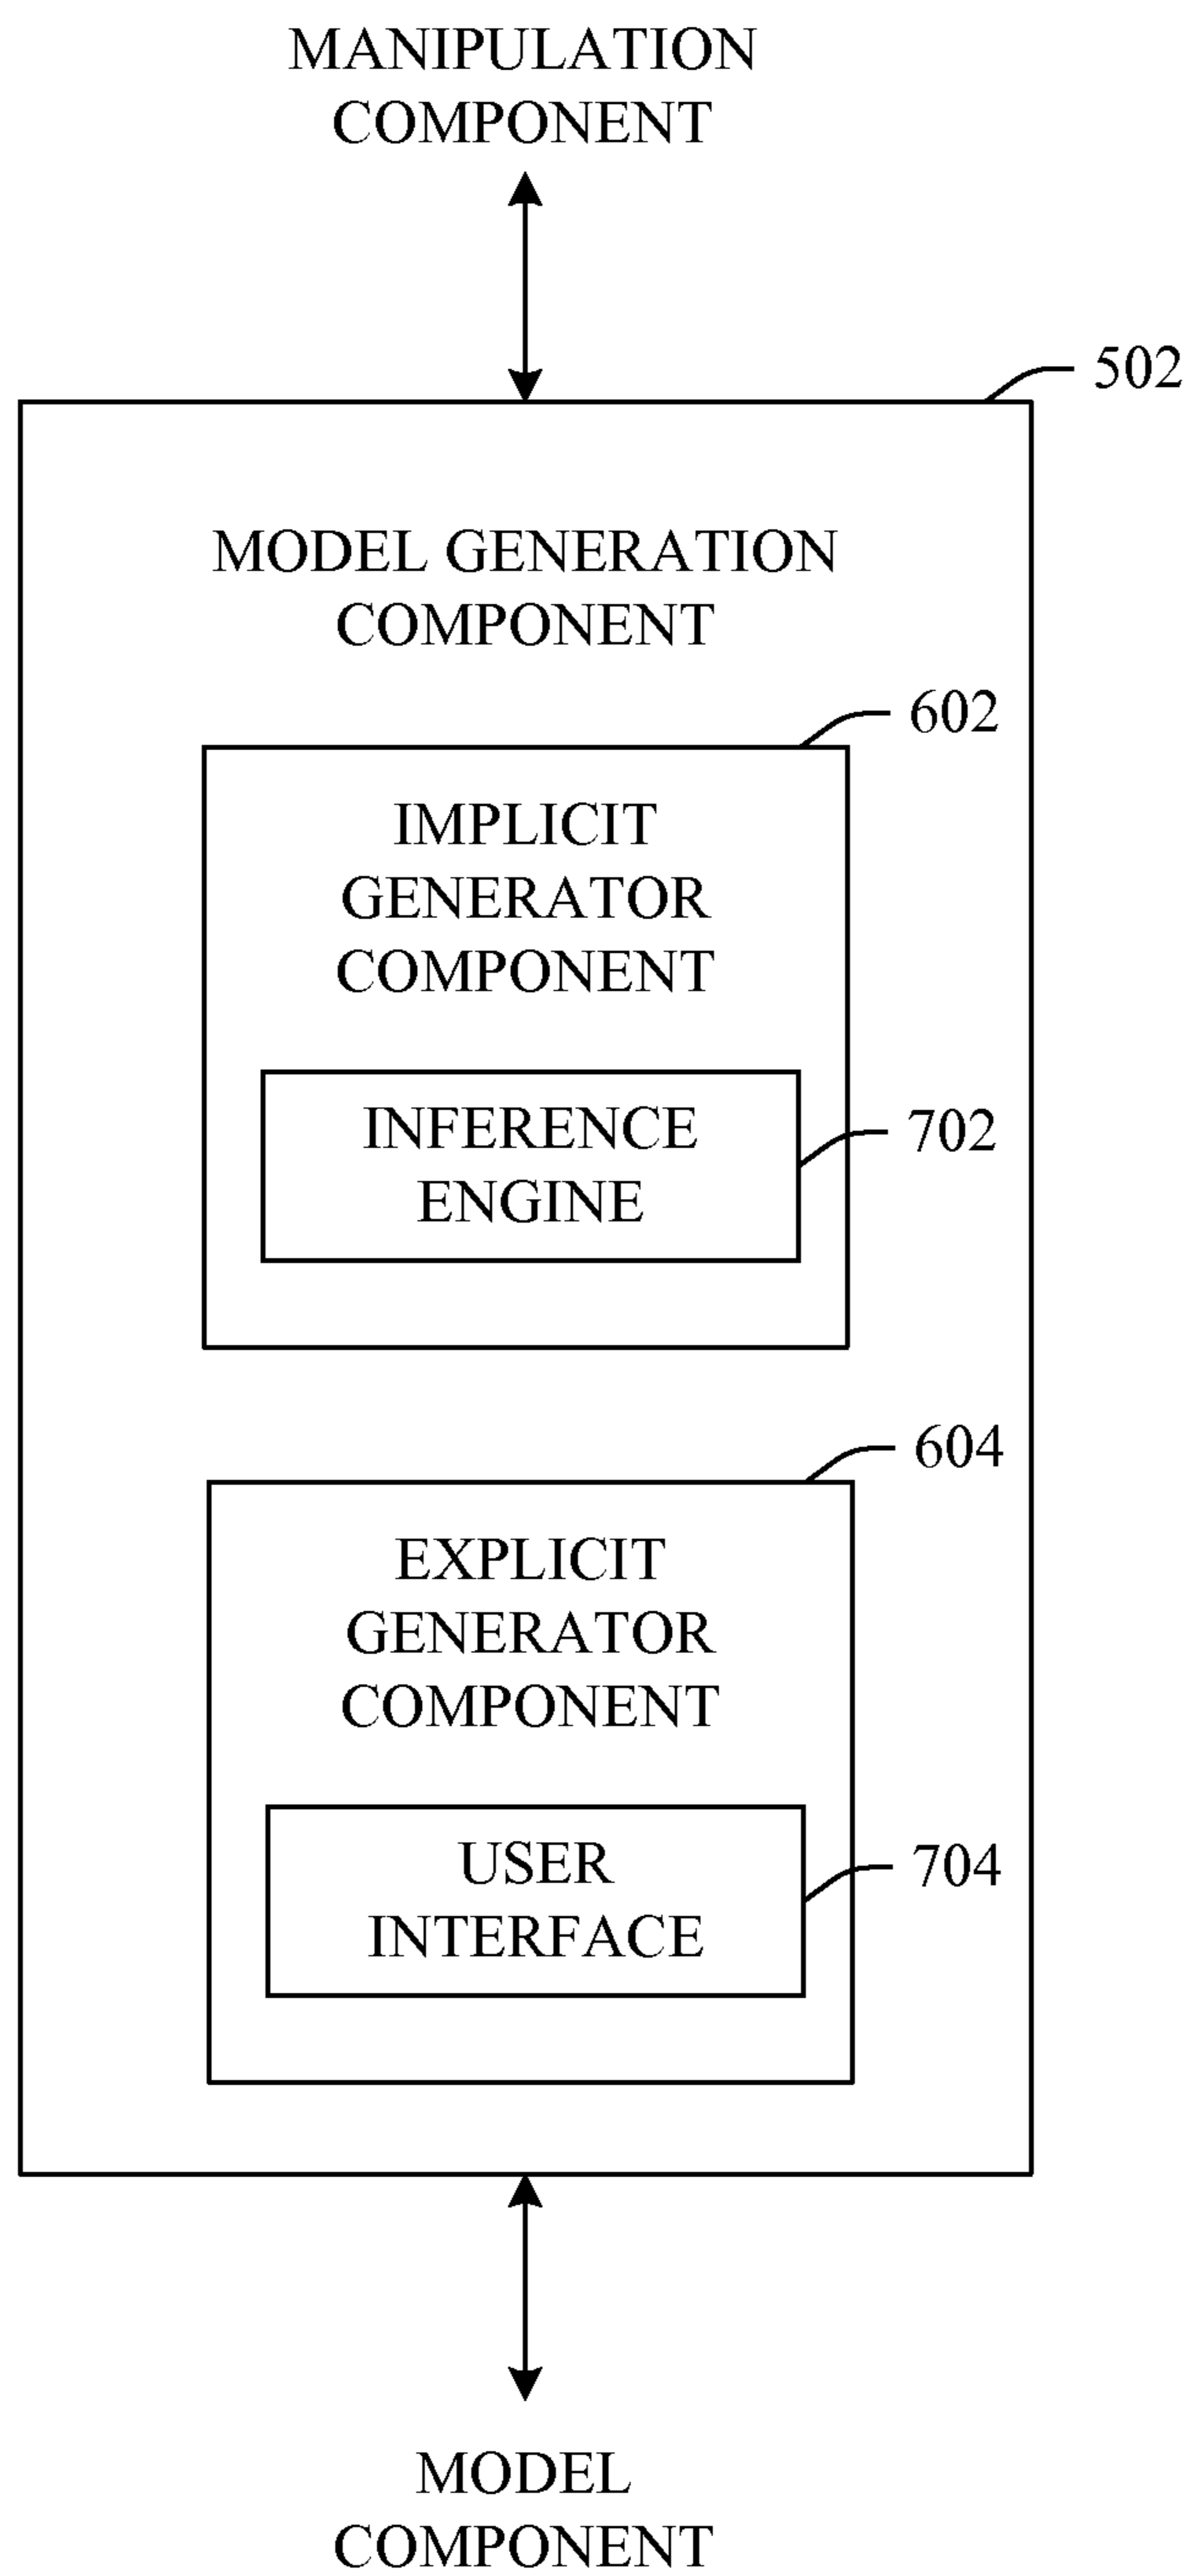 MANIPULATION
COMPONENT
502
MODEL GENERATION
COMPONENT
602
IMPLICIT
GENERATOR
COMPONENT
INFERENCE
ENGINE
702
604
EXPLICIT
GENERATOR
COMPONENT
USER
INTERFACE
704
MODEL
COMPONENT